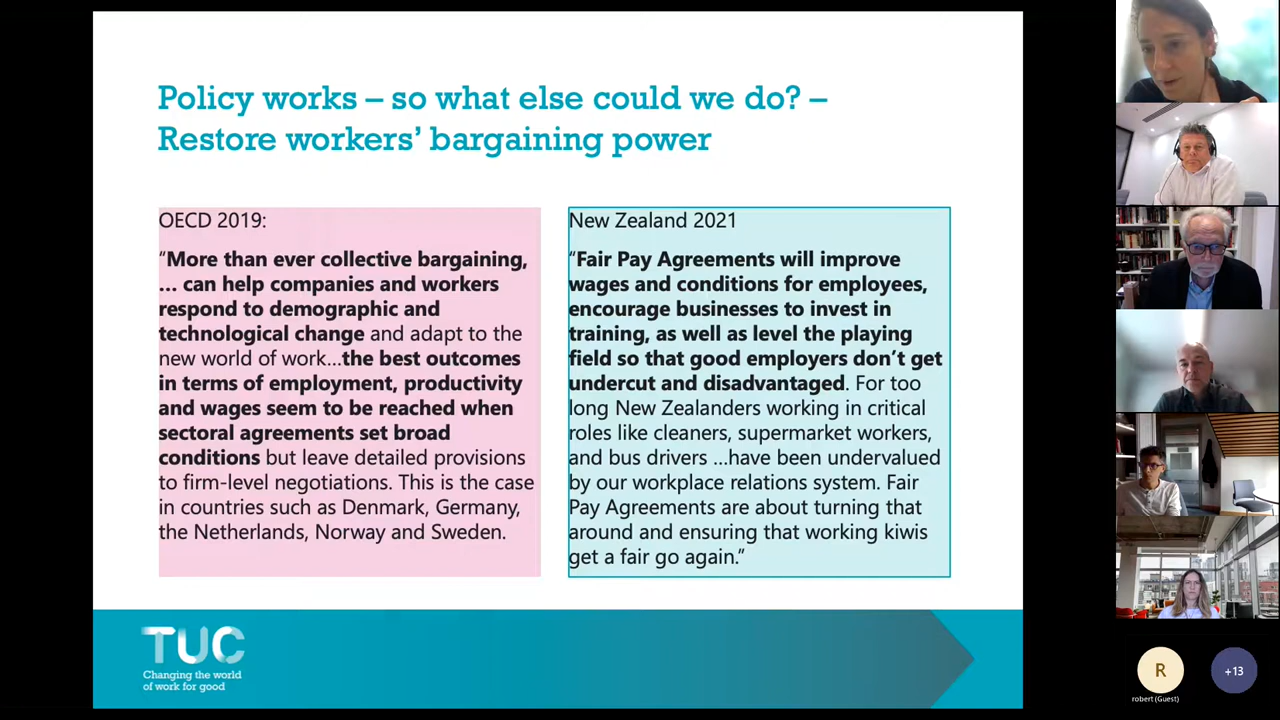 Policy works – so what else could we do? –
Restore workers’ bargaining power
OECD 2019:
“More than ever collective bargaining,
… can help companies and workers
respond to demographic and
technological change and adapt to the
new world of work…the best outcomes
in terms of employment, productivity
and wages seem to be reached when
sectoral agreements set broad
conditions but leave detailed provisions
to firm-level negotiations. This is the case
in countries such as Denmark, Germany,
the Netherlands, Norway and Sweden.
New Zealand 2021
“Fair Pay Agreements will improve
wages and conditions for employees,
encourage businesses to invest in
training, as well as level the playing
field so that good employers don’t get
undercut and disadvantaged. For too
long New Zealanders working in critical
roles like cleaners, supermarket workers,
and bus drivers …have been undervalued
by our workplace relations system. Fair
Pay Agreements are about turning that
around and ensuring that working kiwis
get a fair go again.”
TUC
Changing the world
of work for good
R
robert (Guest)
+13